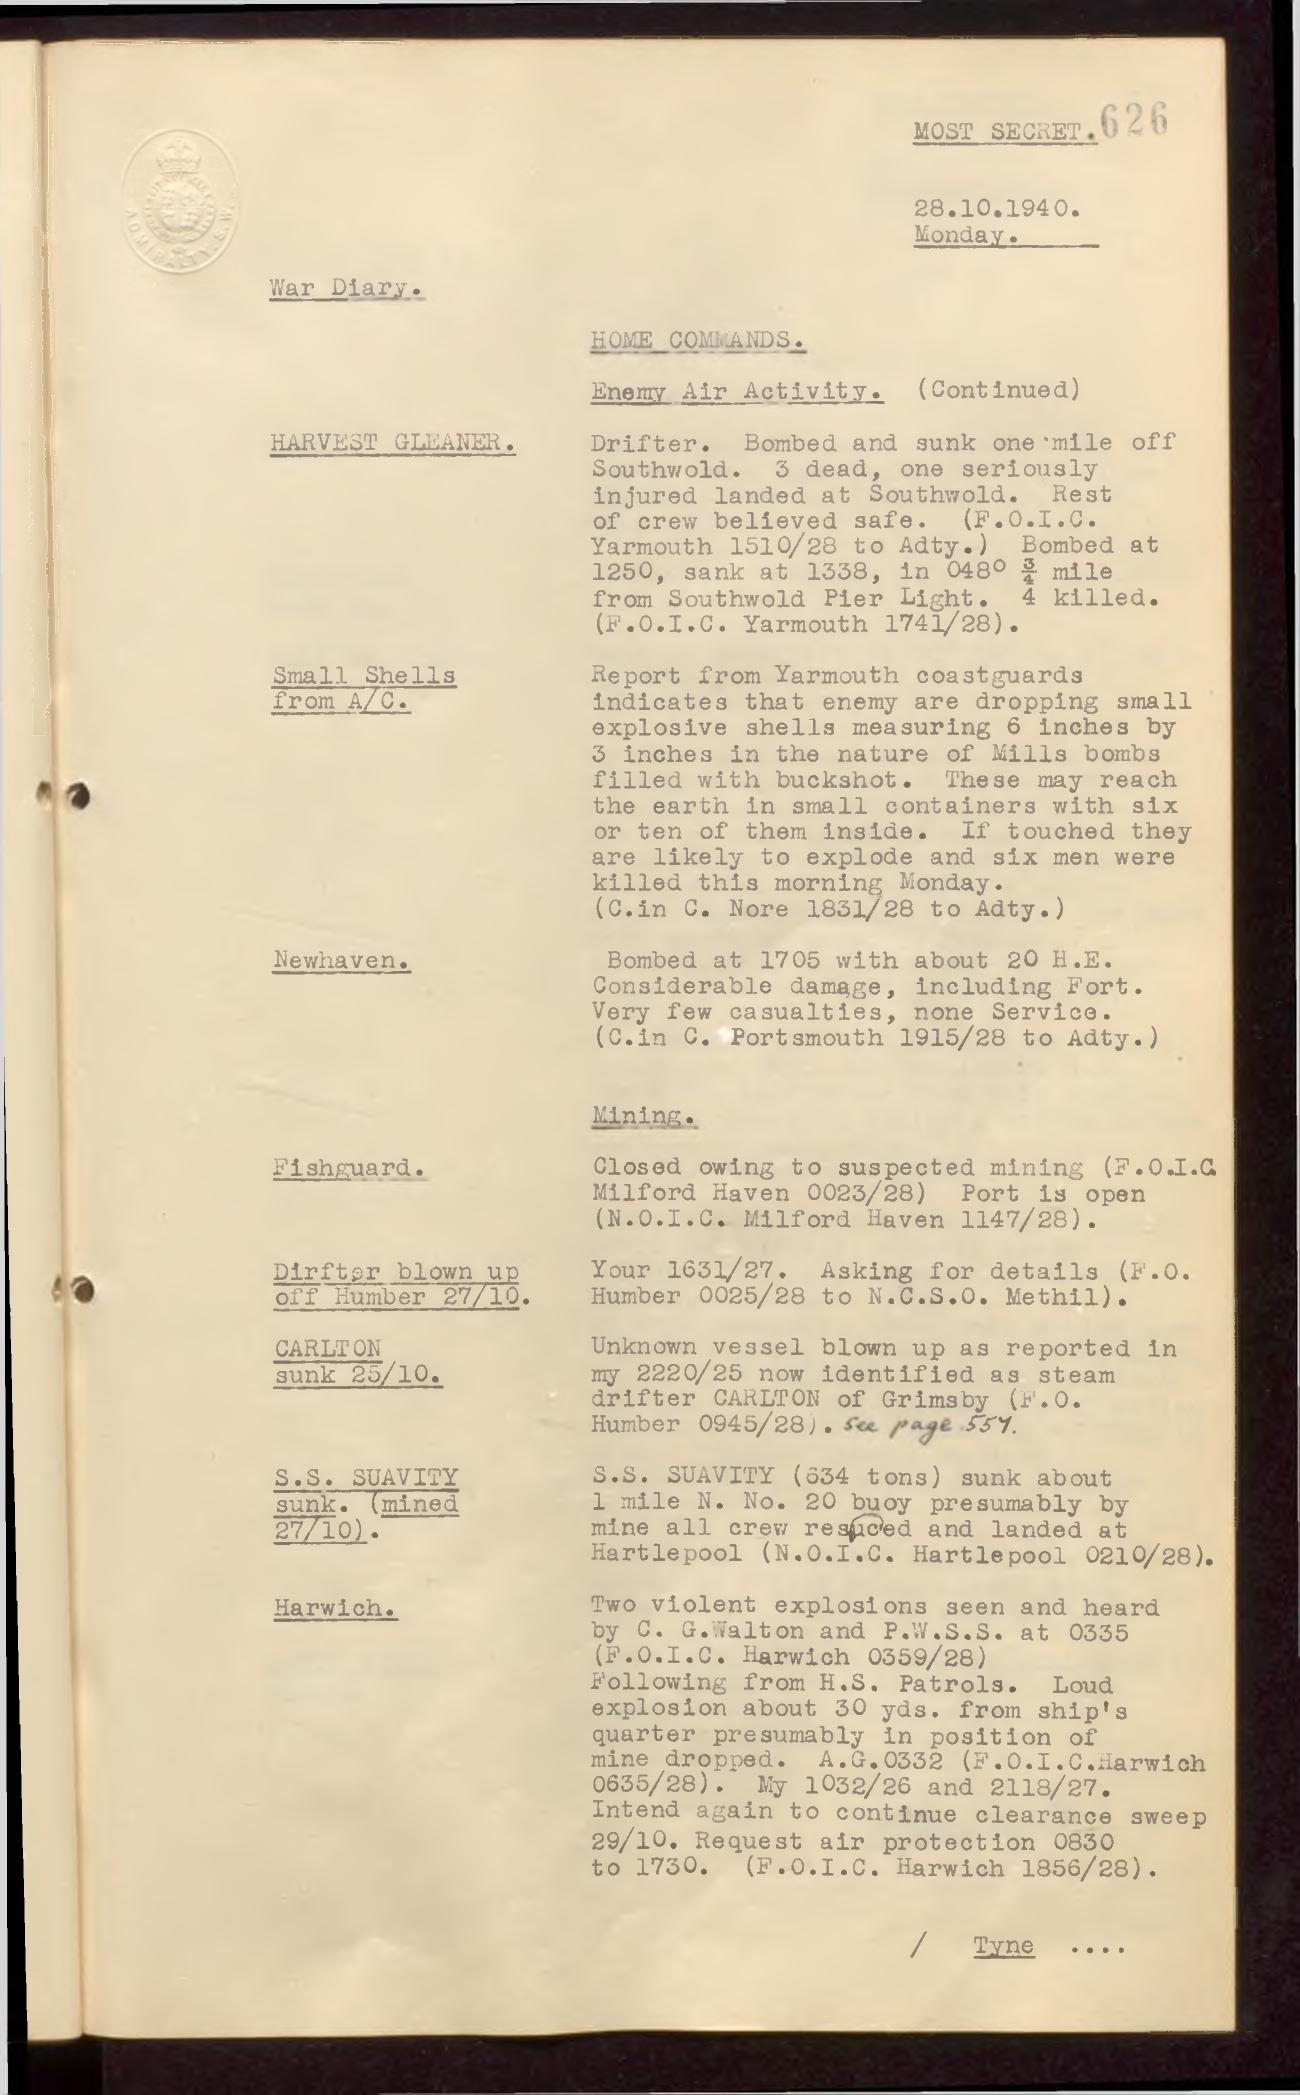 MOST SECRET. 626
ADMIRALTY. S.W.
28.10.1940.
Monday.
War Diary.
HOME COMMANDS.
Enemy Air Activity. (Continued)
HARVEST GLEANER.
Drifter. Bombed and sunk one mile off
Southwold. 3 dead, one seriously
injured landed at Southwold. Rest
of crew believed safe. (F.O.I.C.
Yarmouth 1510/28 to Adty.) Bombed at
1250, sank at 1338, in 048° ¾ mile
from Southwold Pier Light. 4 killed.
(F.O.I.C. Yarmouth 1741/28).
Small Shells
from A/C.
Report from Yarmouth coastguards
indicates that enemy are dropping small
explosive shells measuring 6 inches by
3 inches in the nature of Mills bombs
filled with buckshot. These may reach
the earth in small containers with six
or ten of them inside. If touched they
are likely to explode and six men were
killed this morning Monday.
(C.in C. Nore 1831/28 to Adty.)
Newhaven.
Bombed at 1705 with about 20 H.E.
Considerable damage, including Fort.
Very few casualties, none Service.
(C.in C. Portsmouth 1915/28 to Adty.)
Mining.
Fishguard.
Closed owing to suspected mining (F.O.I.C.
Milford Haven 0023/28) Port is open
(N.O.I.C. Milford Haven 1147/28).
Dirfter blown up
off Humber 27/10.
Your 1631/27. Asking for details (F.O.
Humber 0025/28 to N.C.S.O. Methil).
CARLTON
sunk 25/10.
Unknown vessel blown up as reported in
my 2220/25 now identified as steam
drifter CARLTON of Grimsby (F.O.
Humber 0945/28). See page 557.
S.S. SUAVITY
sunk. (mined
27/10).
S.S. SUAVITY (634 tons) sunk about
1 mile N. No. 20 buoy presumably by
mine all crew resuced and landed at
Hartlepool (N.O.I.C. Hartlepool 0210/28).
Harwich.
Two violent explosions seen and heard
by C. G.Walton and P.W.S.S. at 0335
(F.O.I.C. Harwich 0359/28)
Following from H.S. Patrols. Loud
explosion about 30 yds. from ship's
quarter presumably in position of
mine dropped. A.G.0332 (F.O.I.C.Harwich
0635/28). My 1032/26 and 2118/27.
Intend again to continue clearance sweep
29/10. Request air protection 0830
to 1730. (F.O.I.C. Harwich 1856/28).
/ Tyne ....